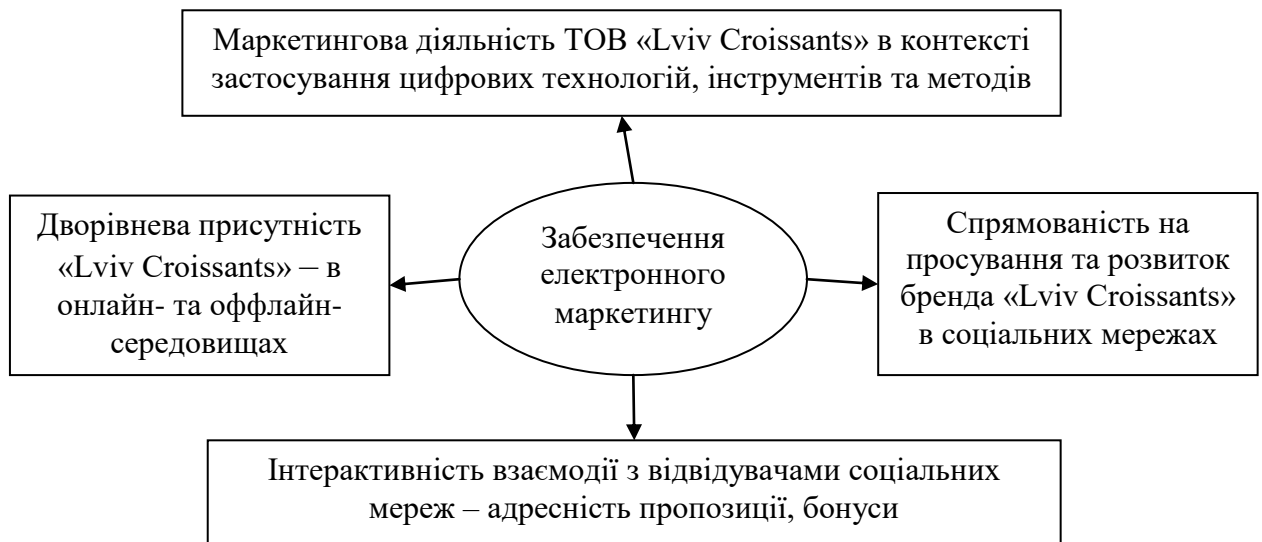 Маркетингова діяльність ТОВ «Lviv Croissants» в контексті
застосування цифрових технологій, інструментів та методів
Дворівнева присутність
«Lviv Croissants» – в
онлайн- та оффлайн-
середовищах
Забезпечення
електронного
маркетингу
Спрямованість на
просування та розвиток
бренда «Lviv Croissants»
в соціальних мережах
Інтерактивність взаємодії з відвідувачами соціальних
мереж – адресність пропозиції, бонуси